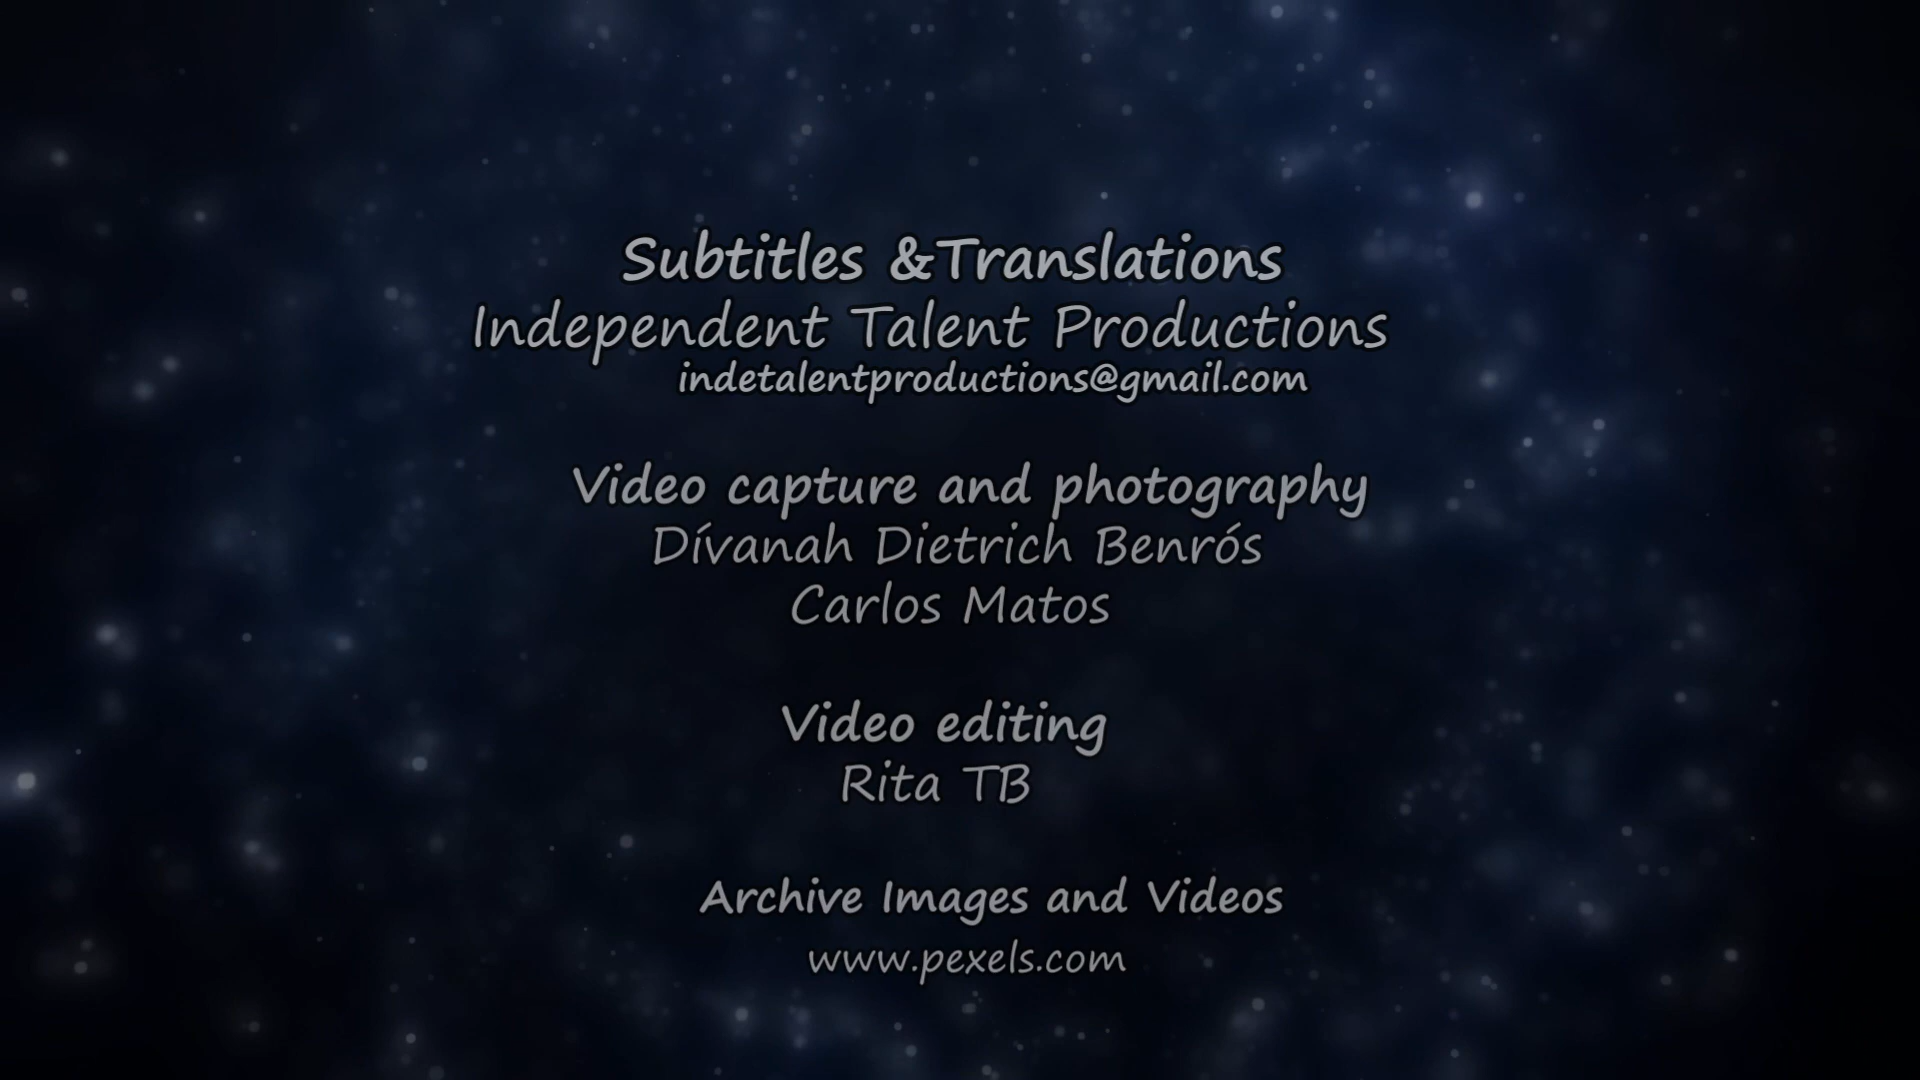 Subtitles &Translations
Independent Talent Productions
indetalentproductions@gmail.com
Video capture and photography
Dívanah Dietrich Benrós
Carlos Matos
Video editing
Rita TB
Archive Images and Videos
www.pexels.com